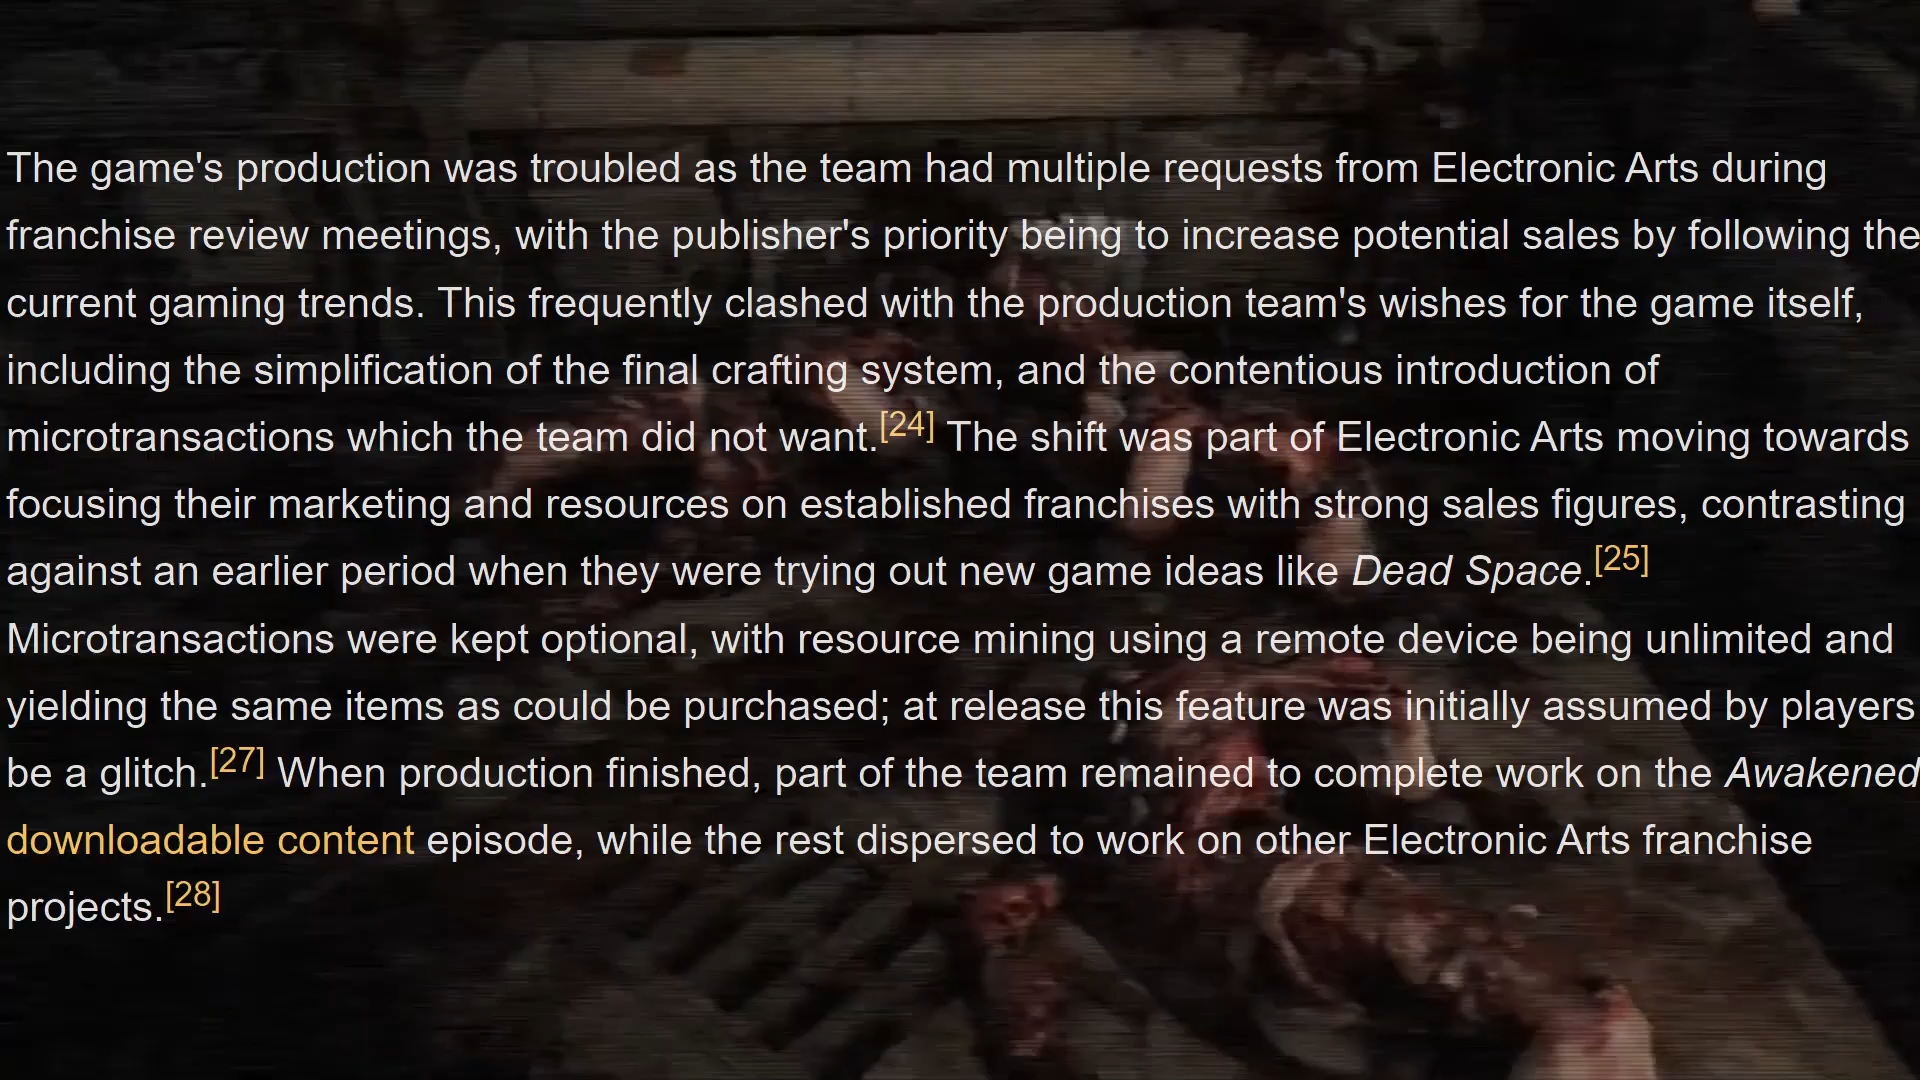 The game's production was troubled as the team had multiple requests from Electronic Arts during
franchise review meetings, with the publisher's priority being to increase potential sales by following the
current gaming trends. This frequently clashed with the production team's wishes for the game itself,
including the simplification of the final crafting system, and the contentious introduction of
microtransactions which the team did not want.[24] The shift was part of Electronic Arts moving towards
focusing their marketing and resources on established franchises with strong sales figures, contrasting
against an earlier period when they were trying out new game ideas like Dead Space.[25]
Microtransactions were kept optional, with resource mining using a remote device being unlimited and
yielding the same items as could be purchased; at release this feature was initially assumed by players
be a glitch.[27] When production finished, part of the team remained to complete work on the Awakened
downloadable content episode, while the rest dispersed to work on other Electronic Arts franchise
projects.[28]